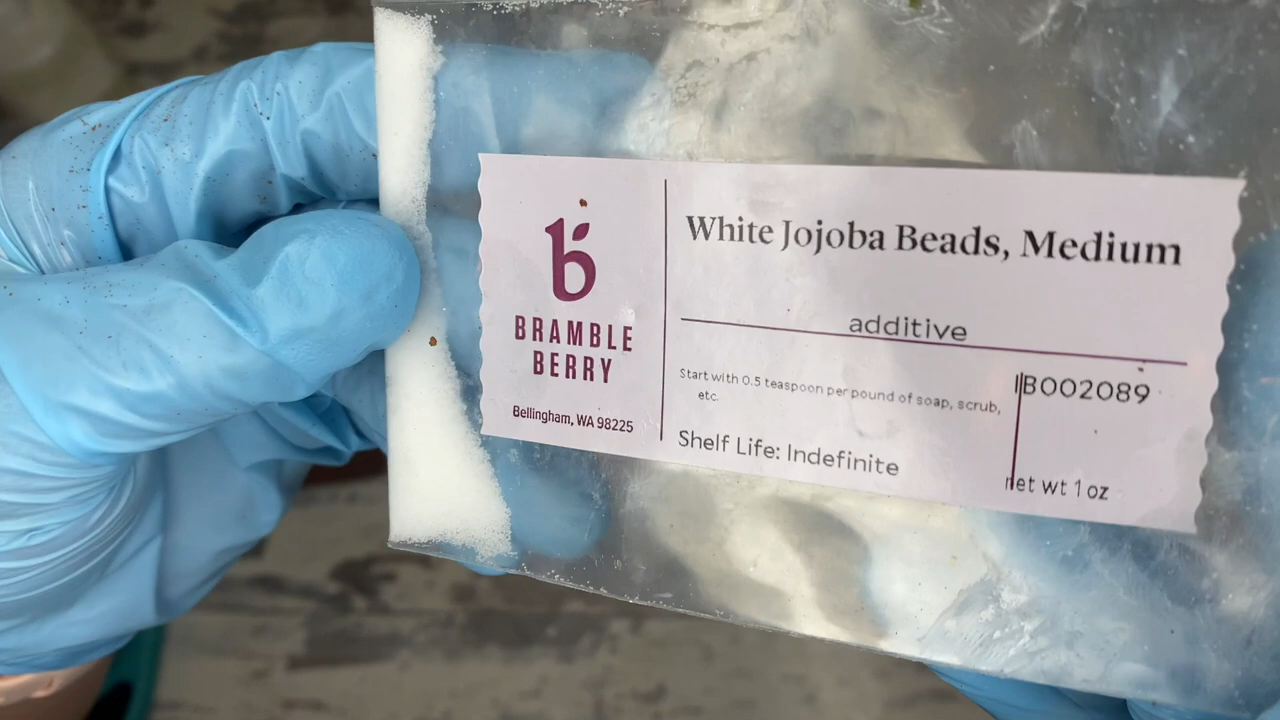 b
BRAMBLE
BERRY
Bellingham, WA 98225
White Jojoba Beads, Medium
additive
Start with 0.5 teaspoon per pound of soap, scrub,
etc.
Shelf Life: Indefinite
B002089
net wt 1 oz